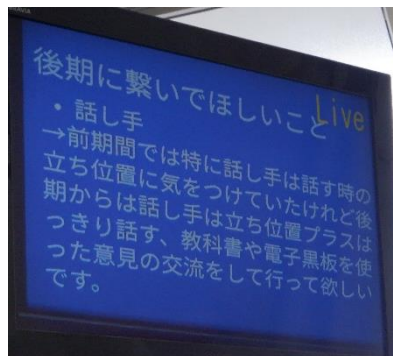 後期に繋いでほしいこと
Live
・話し手
→前期間では特に話し手は話す時の
立ち位置に気をつけていたけれど後
期からは話し手は立ち位置プラスは
っきり話す、教科書や電子黒板を使
った意見の交流をして行って欲しい
です。